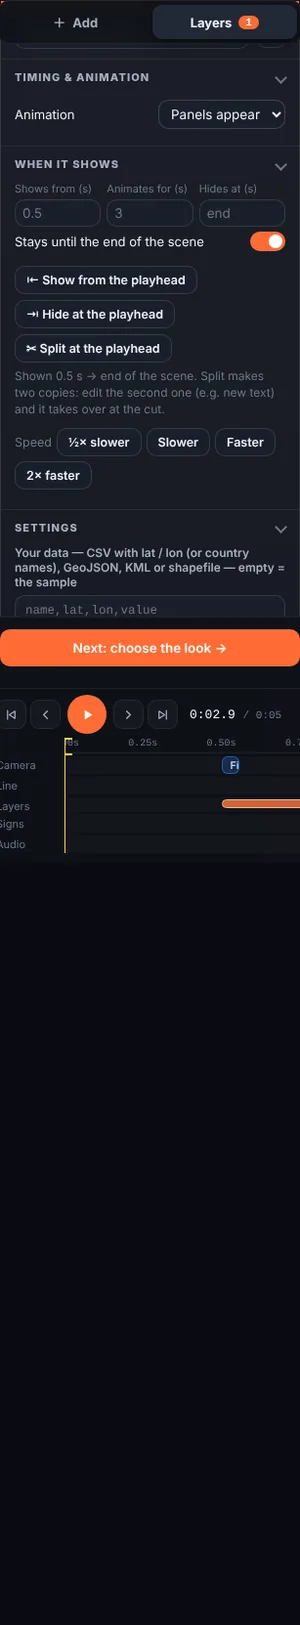 + Add
Layers 1
TIMING & ANIMATION
Animation
Panels appear
WHEN IT SHOWS
Shows from (s) Animates for (s) Hides at (s)
0.5 3 end
Stays until the end of the scene
⇤ Show from the playhead
⇥ Hide at the playhead
✂ Split at the playhead
Shown 0.5 s → end of the scene. Split makes
two copies: edit the second one (e.g. new text)
and it takes over at the cut.
Speed ½× slower Slower Faster
2× faster
SETTINGS
Your data — CSV with lat / lon (or country
names), GeoJSON, KML or shapefile — empty =
the sample
name,lat,lon,value
Next: choose the look →
0:02.9 / 0:05
0s 0.25s 0.50s 0.7
Camera
Fi
Line
Layers
Signs
Audio